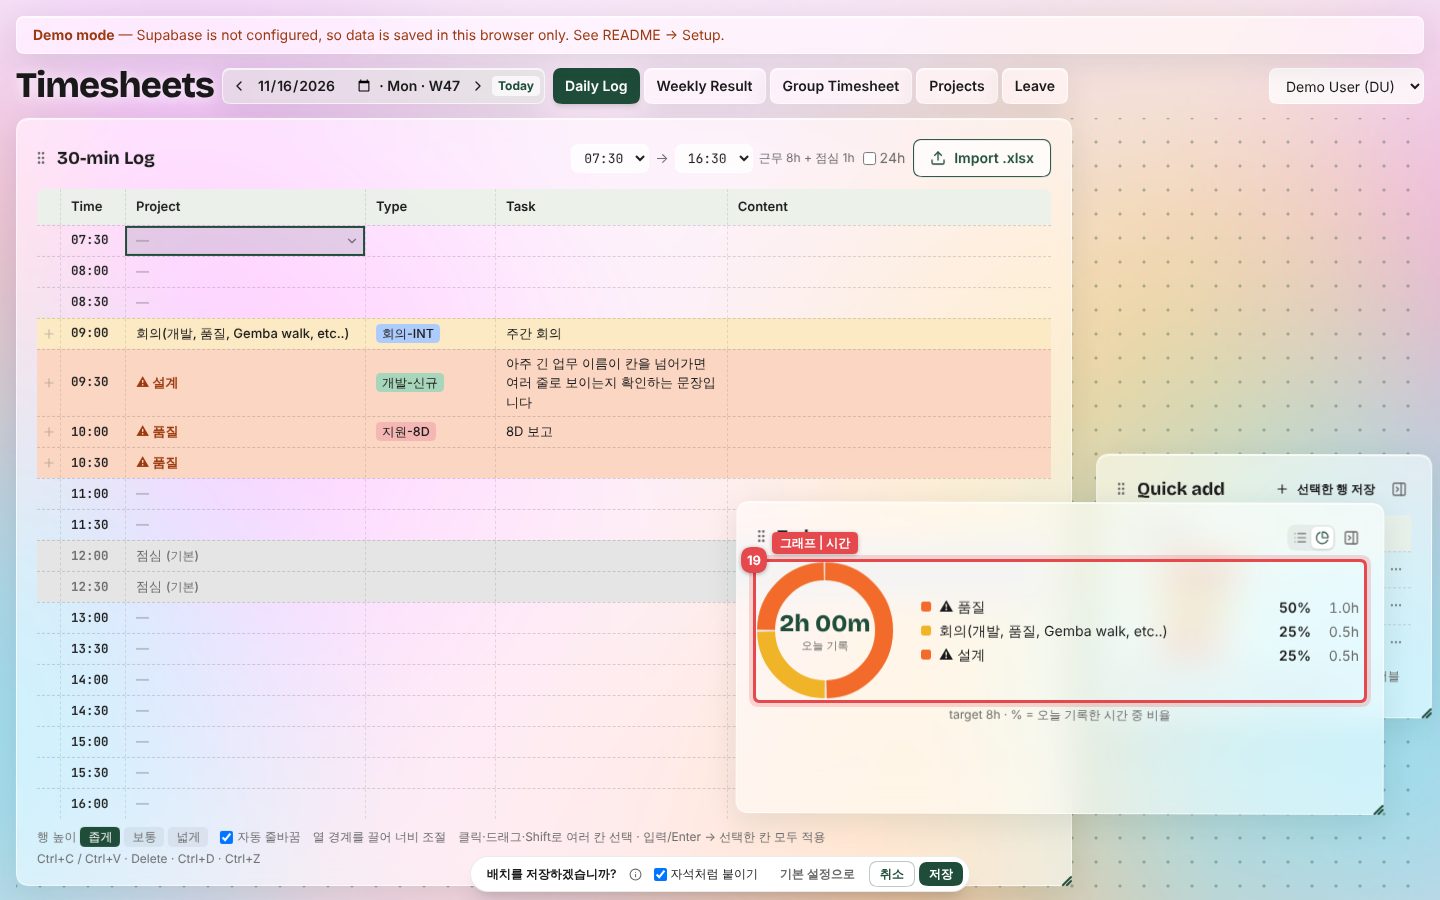 Demo mode — Supabase is not configured, so data is saved in this browser only. See README → Setup.
Timesheets
11/16/2026 · Mon · W47 Today
Daily Log
Weekly Result
Group Timesheet
Projects
Leave
Demo User (DU)
30-min Log
07:30 → 16:30 근무 8h + 점심 1h 24h
Import .xlsx
Time Project Type Task Content
07:30 —
08:00 —
08:30 —
+ 09:00 회의(개발, 품질, Gemba walk, etc..) 회의-INT 주간 회의
+ 09:30 설계 개발-신규 아주 긴 업무 이름이 칸을 넘어가면
여러 줄로 보이는지 확인하는 문장입
니다
+ 10:00 품질 지원-8D 8D 보고
+ 10:30 품질
11:00 —
11:30 —
12:00 점심 (기본)
12:30 점심 (기본)
13:00 —
13:30 —
14:00 —
14:30 —
15:00 —
15:30 —
16:00 —
Quick add
+ 선택한 행 저장
19
그래프 | 시간
2h 00m
오늘 기록
품질 50% 1.0h
회의(개발, 품질, Gemba walk, etc..) 25% 0.5h
설계 25% 0.5h
target 8h · % = 오늘 기록한 시간 중 비율
행 높이 좁게 보통 넓게 자동 줄바꿈 열 경계를 끌어 너비 조절 클릭·드래그·Shift로 여러 칸 선택 · 입력/Enter → 선택한 칸 모두 적용
Ctrl+C / Ctrl+V · Delete · Ctrl+D · Ctrl+Z
배치를 저장하겠습니까? 자석처럼 붙이기 기본 설정으로 취소 저장